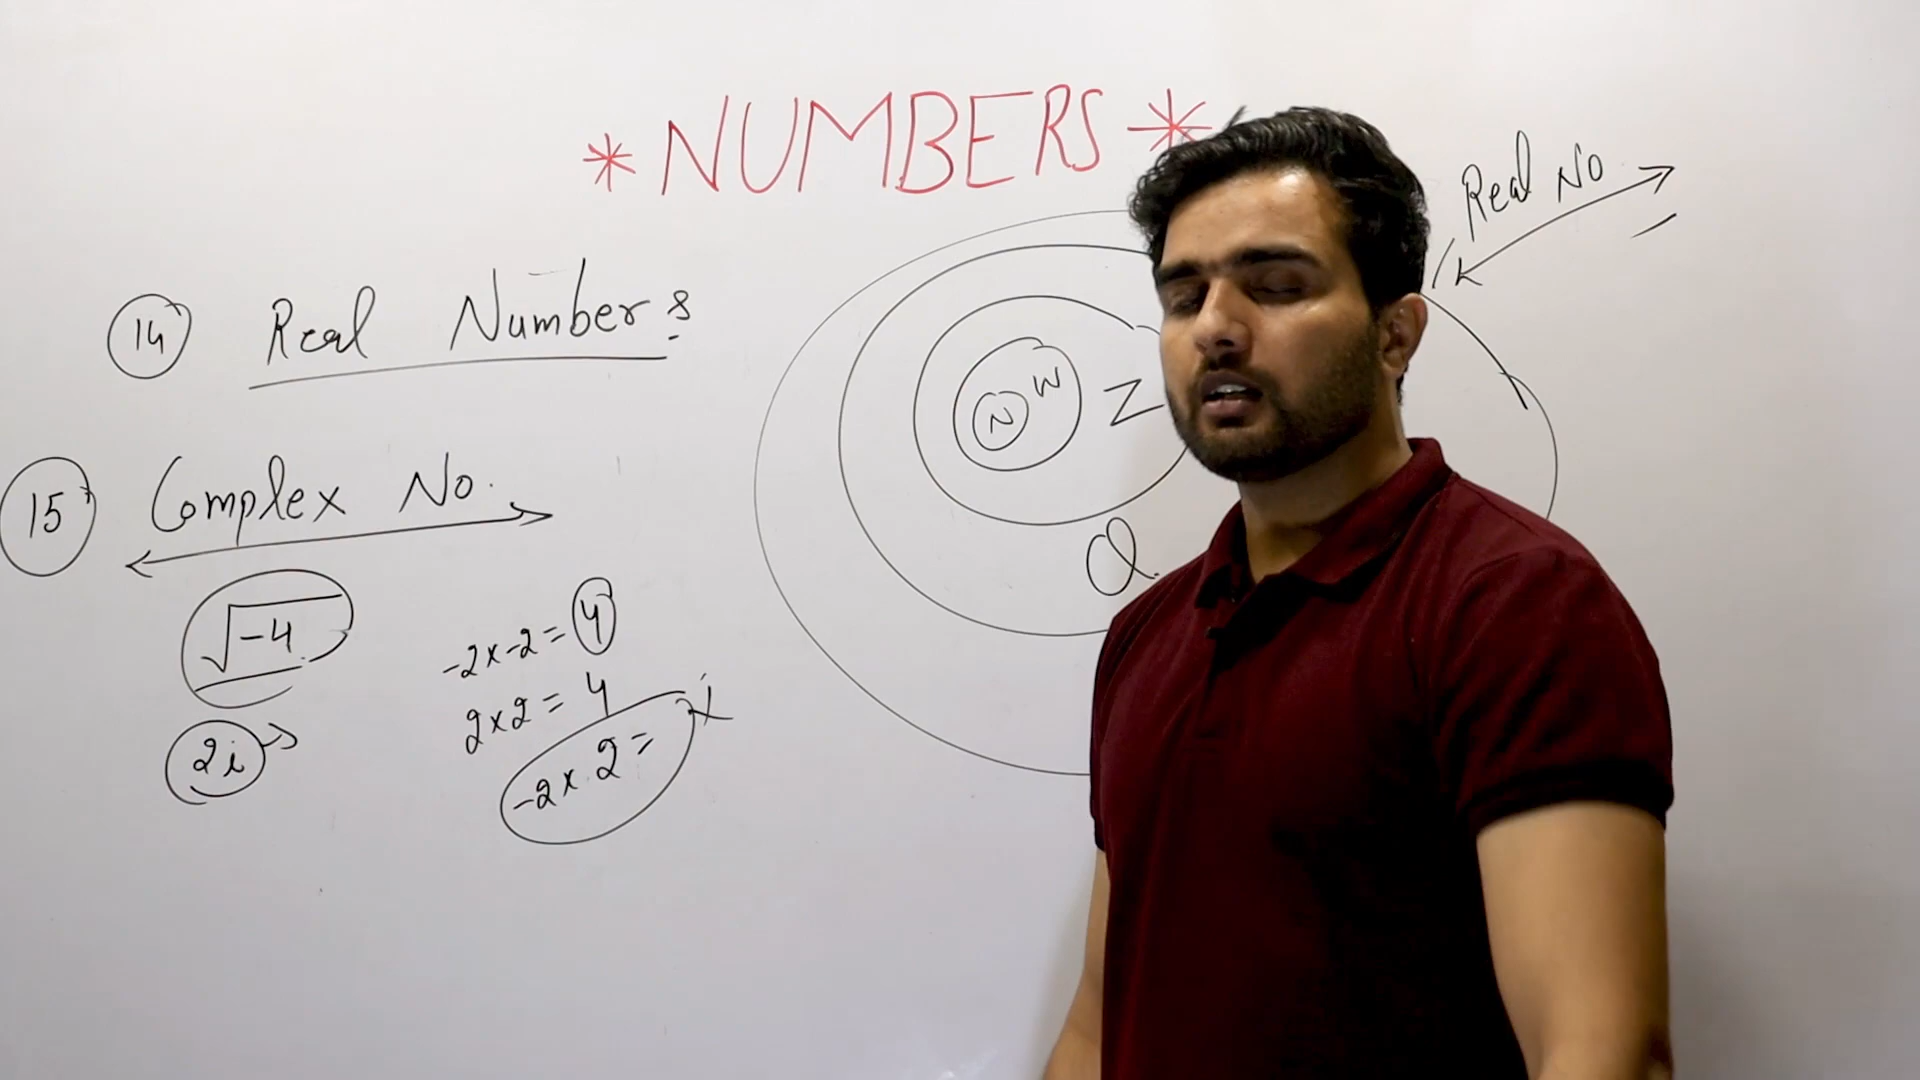 * NUMBERS *
Real No.
14 Real Numbers
N W Z
15 Complex No.
Q
√-4
-2x-2 = 4
2x2 = 4
2i
-2x2 = i